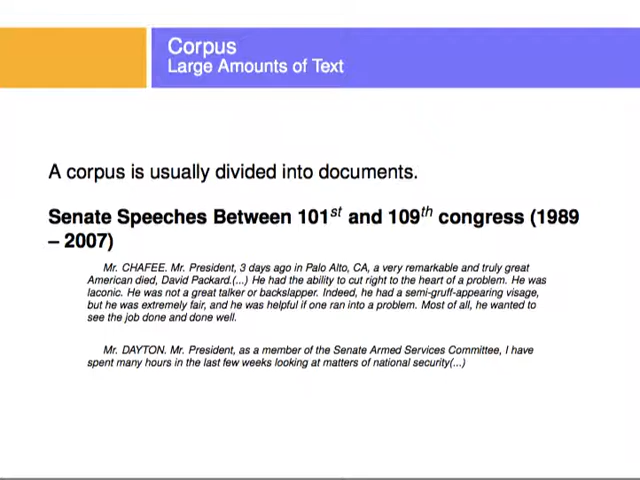 Corpus
Large Amounts of Text
A corpus is usually divided into documents.
Senate Speeches Between 101st and 109th congress (1989
– 2007)
Mr. CHAFEE. Mr. President, 3 days ago in Palo Alto, CA, a very remarkable and truly great
American died, David Packard.(...) He had the ability to cut right to the heart of a problem. He was
laconic. He was not a great talker or backslapper. Indeed, he had a semi-gruff-appearing visage,
but he was extremely fair, and he was helpful if one ran into a problem. Most of all, he wanted to
see the job done and done well.
Mr. DAYTON. Mr. President, as a member of the Senate Armed Services Committee, I have
spent many hours in the last few weeks looking at matters of national security(...)